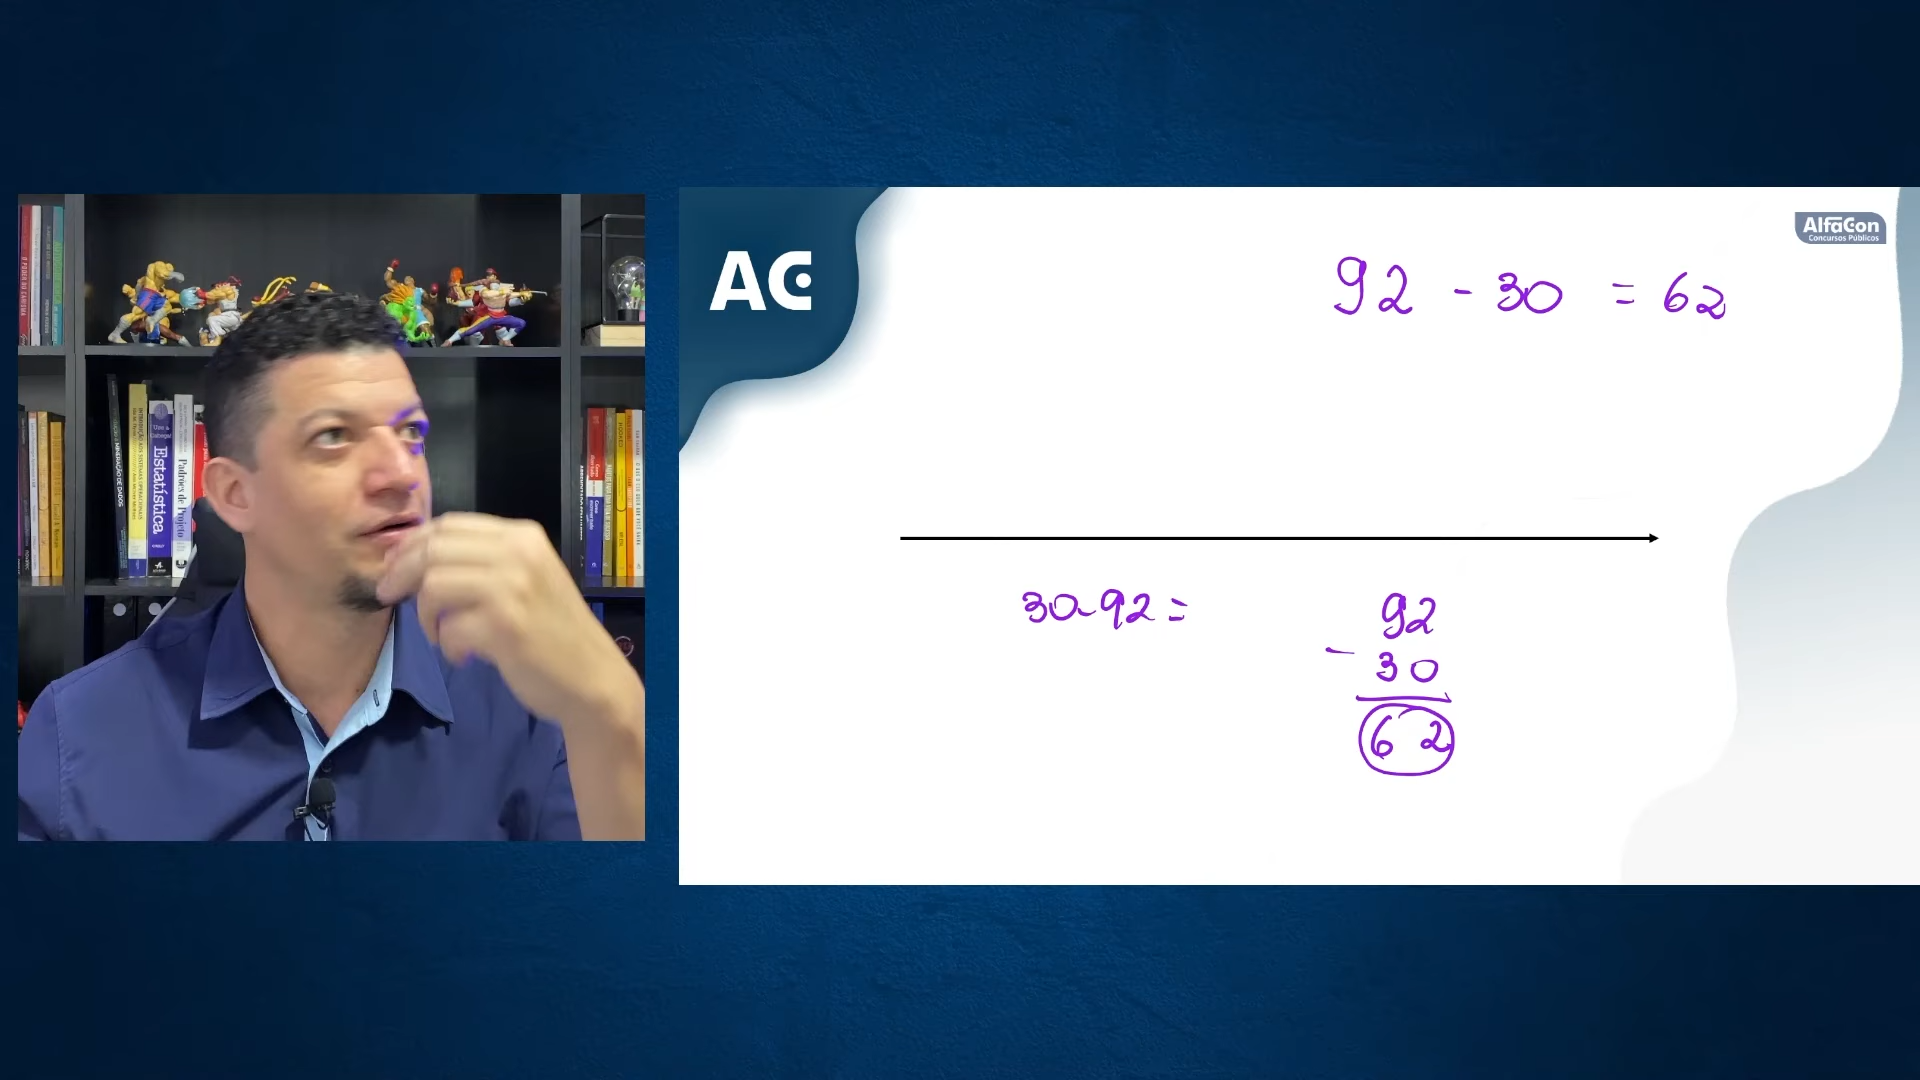 AC
AlfaCon
Concursos Públicos
92 - 30 = 62
30-92=
92
- 30
62
Estatística
Padrões de Projeto